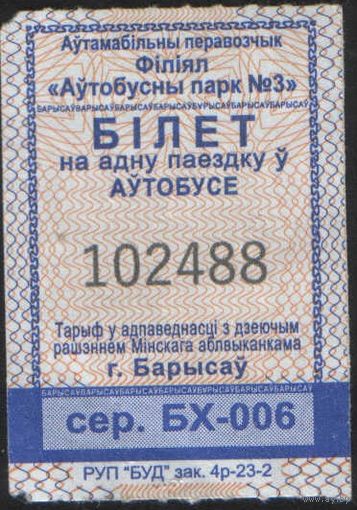 Аўтамабільны перавозчык
Філіял
«Аўтобусны парк №3»
БАРЫСАЎБАРЫСАЎБАРЫСАЎБАРЫСАЎБАРЫСАЎБАРЫСАЎ
БІЛЕТ
на адну паездку ў
АЎТОБУСЕ
102488
Тарыф у адпаведнасці з дзеючым
рашэннем Мінскага аблвыканкама
г. Барысаў
БАРЫСАЎБАРЫСАЎБАРЫСАЎБАРЫСАЎБАРЫСАЎБАРЫСАЎ
сер. БХ-006
РУП "БУД" зак. 4р-23-2